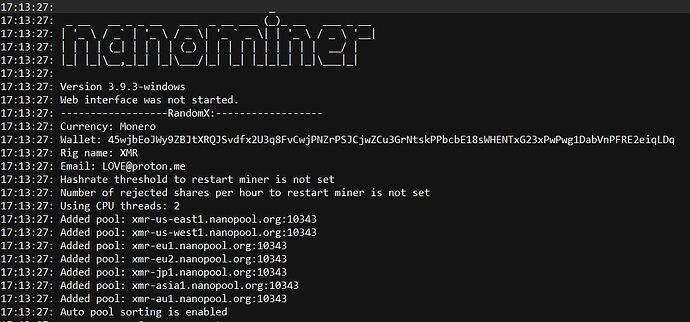 17:13:27:
17:13:27:
17:13:27: nanominer
17:13:27:
17:13:27:
17:13:27:
17:13:27: Version 3.9.3-windows
17:13:27: Web interface was not started.
17:13:27: ------------------RandomX:------------------
17:13:27: Currency: Monero
17:13:27: Wallet: 45wjbEoJWy9ZBJtXRQJSvdfx2U3q8FvCwjPNZrPSJCjwZCu3GrNtskPPbcbE18sWHENTxG23xPwPwg1DabVnPFRE2eiqLDq
17:13:27: Rig name: XMR
17:13:27: Email: LOVE@proton.me
17:13:27: Hashrate threshold to restart miner is not set
17:13:27: Number of rejected shares per hour to restart miner is not set
17:13:27: Using CPU threads: 2
17:13:27: Added pool: xmr-us-east1.nanopool.org:10343
17:13:27: Added pool: xmr-us-west1.nanopool.org:10343
17:13:27: Added pool: xmr-eu1.nanopool.org:10343
17:13:27: Added pool: xmr-eu2.nanopool.org:10343
17:13:27: Added pool: xmr-jp1.nanopool.org:10343
17:13:27: Added pool: xmr-asia1.nanopool.org:10343
17:13:27: Added pool: xmr-au1.nanopool.org:10343
17:13:27: Auto pool sorting is enabled